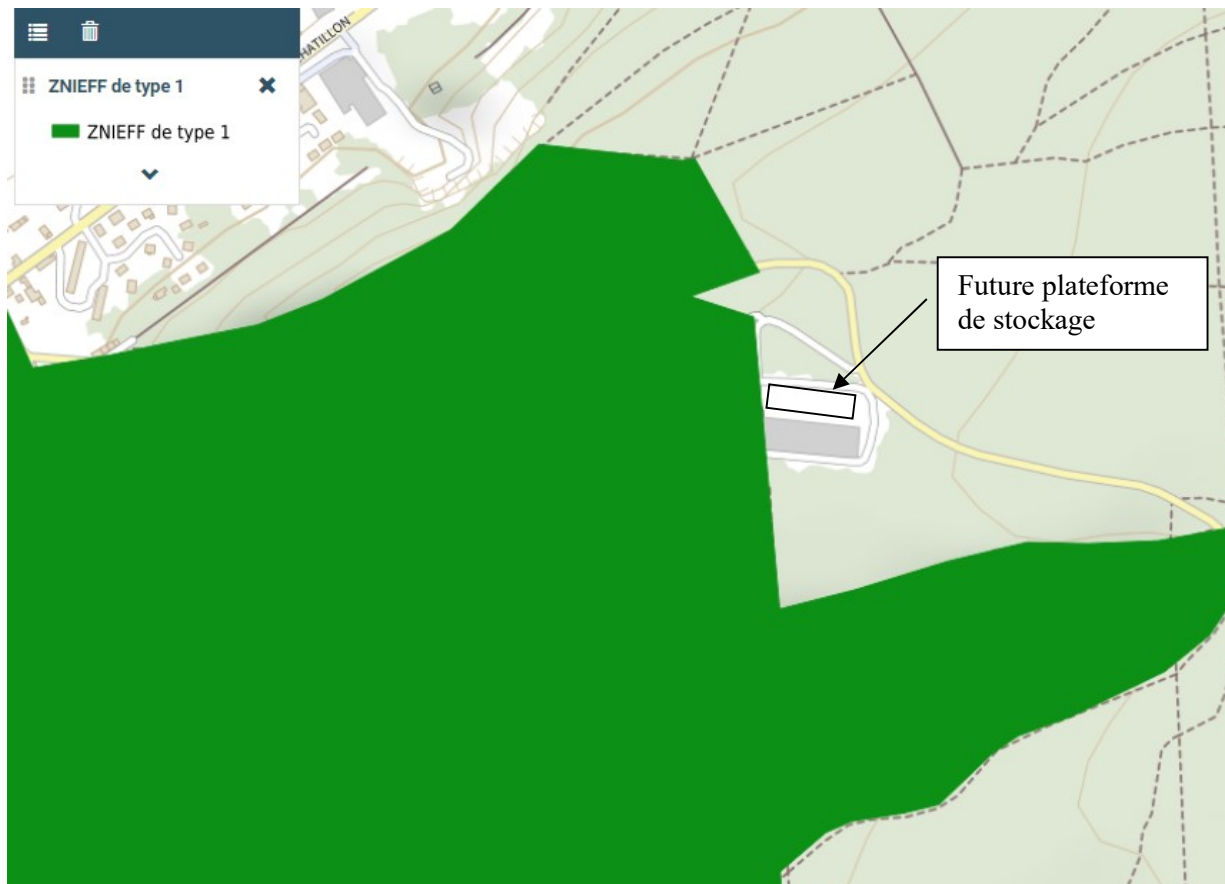 HATILLON
ZNIEFF de type 1
ZNIEFF de type 1
Future plateforme
de stockage